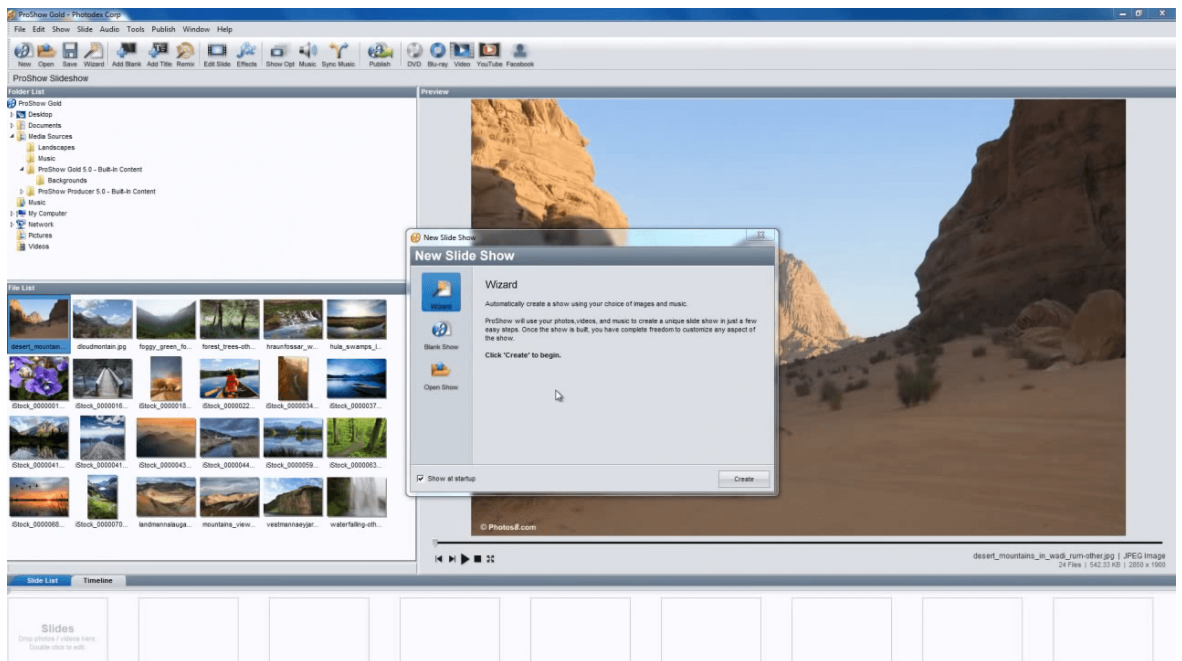 ProShow Gold - Photodex Corp
File Edit Show Slide Audio Tools Publish Window Help
New Open Save Wizard Add Blank Add Title Remix Edit Slide Effects Show Opt Music Sync Music Publish DVD Blu-ray Video YouTube Facebook
ProShow Slideshow
Folder List
ProShow Gold
Desktop
Documents
Media Sources
Landscapes
Music
ProShow Gold 5.0 - Built-In Content
Backgrounds
ProShow Producer 5.0 - Built-In Content
Music
My Computer
Network
Pictures
Videos
File List
desert_mountain... cloudmontain.jpg foggy_green_fo... forest_trees-oth... hraunfossar_w... hula_swamps_l...
iStock_0000001... iStock_0000016... iStock_0000018... iStock_0000022... iStock_0000034... iStock_0000037...
iStock_0000041... iStock_0000041... iStock_0000043... iStock_0000044... iStock_0000059... iStock_0000063...
iStock_0000068... iStock_0000070... landmannalauga... mountains_view... vestmannaeyjar... waterfalling-oth...
Preview
New Slide Show
New Slide Show
Wizard
Blank Show
Open Show
Wizard
Automatically create a show using your choice of images and music.
ProShow will use your photos,videos, and music to create a unique slide show in just a few
easy steps. Once the show is built, you have complete freedom to customize any aspect of
the show.
Click 'Create' to begin.
Show at startup
Create
© Photos8.com
desert_mountains_in_wadi_rum-other.jpg | JPEG Image
24 Files | 542.33 KB | 2850 x 1900
Slide List Timeline
Slides
Drop photos / videos here.
Double click to edit.